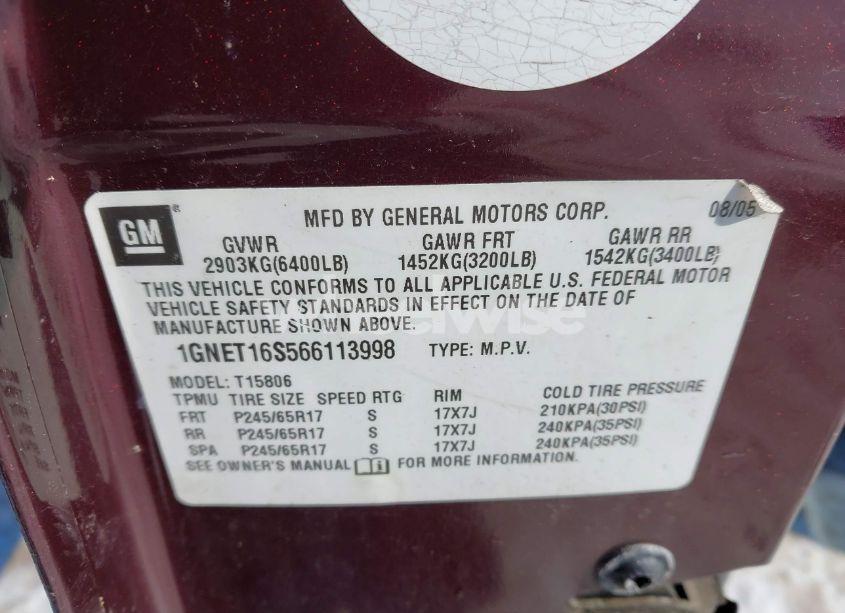 GM
MFD BY GENERAL MOTORS CORP. 08/05
GVWR GAWR FRT GAWR RR
2903KG(6400LB) 1452KG(3200LB) 1542KG(3400LB)
THIS VEHICLE CONFORMS TO ALL APPLICABLE U.S. FEDERAL MOTOR
VEHICLE SAFETY STANDARDS IN EFFECT ON THE DATE OF
MANUFACTURE SHOWN ABOVE.
1GNET16S566113998 TYPE: M.P.V.
MODEL: T15806
TPMU TIRE SIZE SPEED RTG RIM COLD TIRE PRESSURE
FRT P245/65R17 S 17X7J 210KPA(30PSI)
RR P245/65R17 S 17X7J 240KPA(35PSI)
SPA P245/65R17 S 17X7J 240KPA(35PSI)
SEE OWNER'S MANUAL FOR MORE INFORMATION.